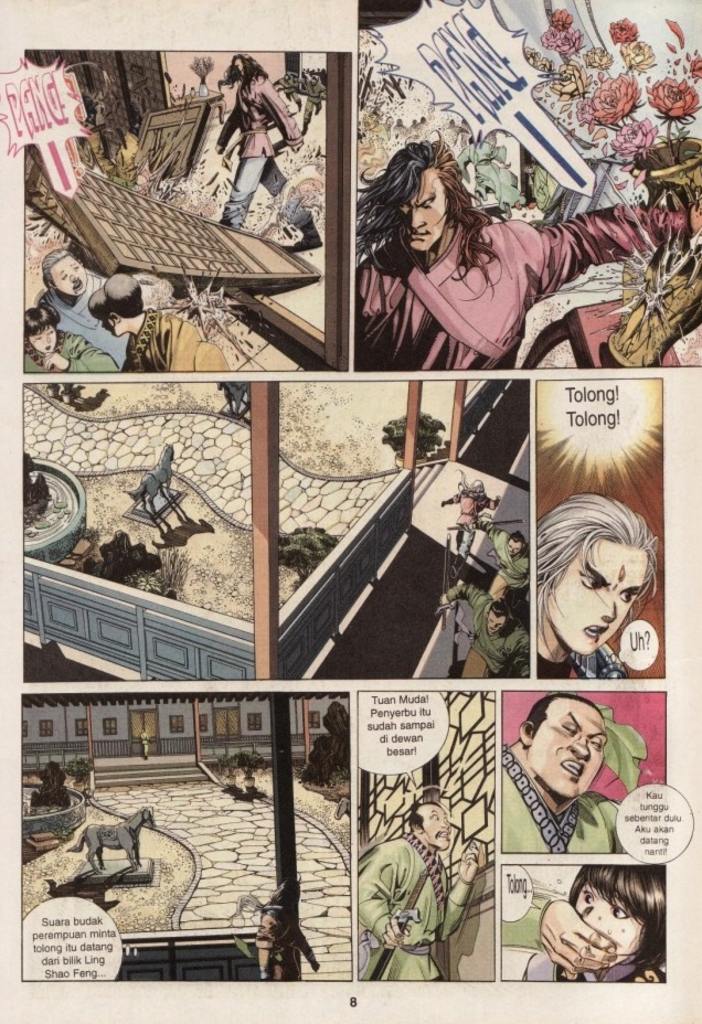 PANG!
PANG!
Tolong!
Tolong!
Uh?
Suara budak
perempuan minta
tolong itu datang
dari bilik Ling
Shao Feng...
Tuan Muda!
Penyerbu itu
sudah sampai
di dewan
besar!
Kau
tunggu
sebentar dulu.
Aku akan
datang
nanti!
Tolong...
8